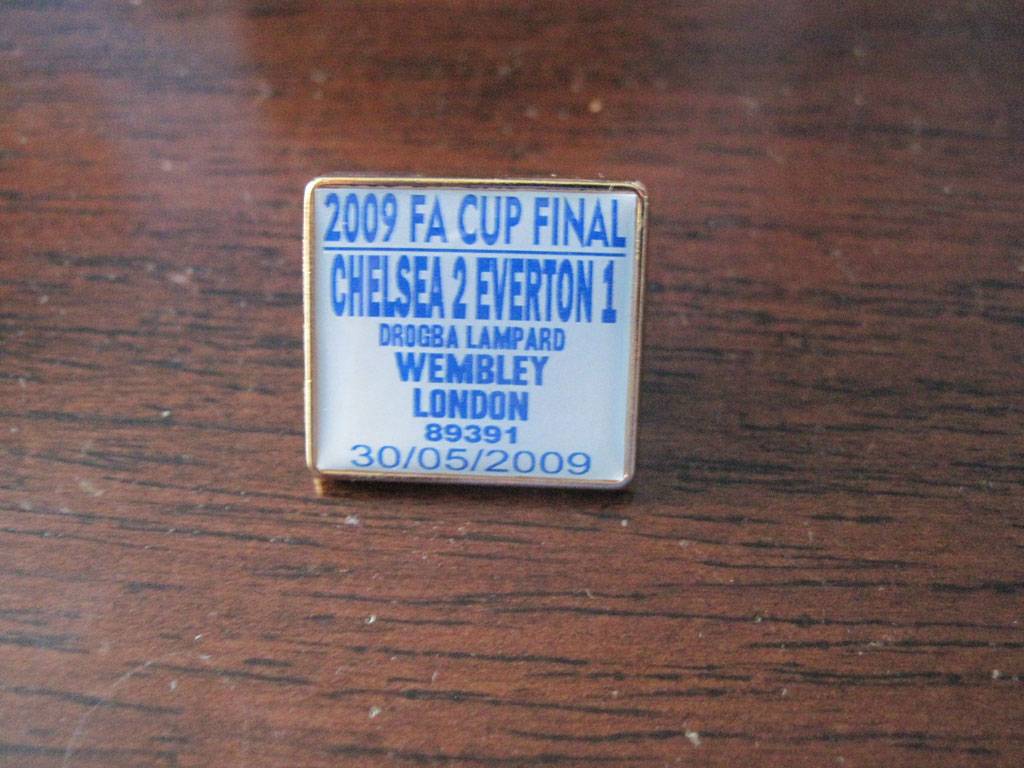 2009 FA CUP FINAL
CHELSEA 2 EVERTON 1
DROGBA LAMPARD
WEMBLEY
LONDON
89391
30/05/2009